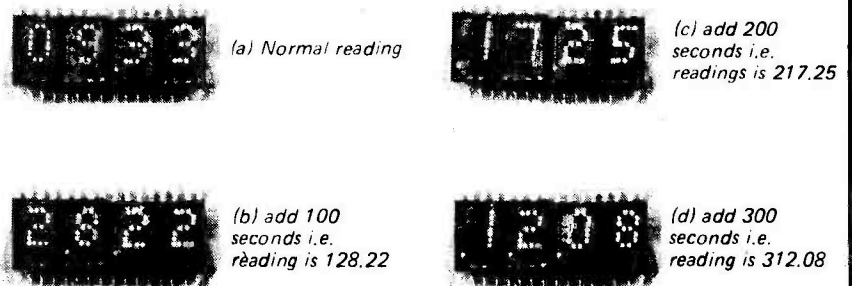 (a) Normal reading
2822
(b) add 100
seconds i.e.
rèading is 128.22
1725
(c) add 200
seconds i.e.
readings is 217.25
1208
(d) add 300
seconds i.e.
reading is 312.08